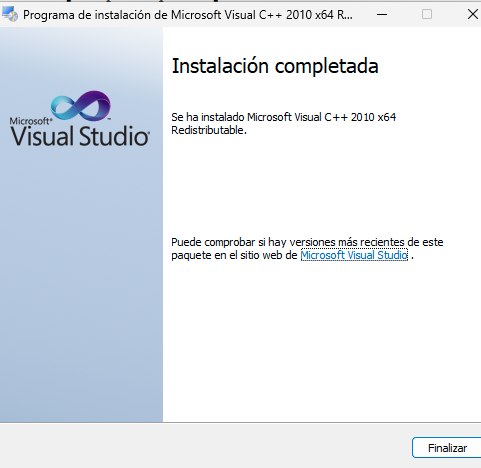 Programa de instalación de Microsoft Visual C++ 2010 x64 R...
Instalación completada
Microsoft®
Visual Studio®
Se ha instalado Microsoft Visual C++ 2010 x64
Redistributable.
Puede comprobar si hay versiones más recientes de este
paquete en el sitio web de Microsoft Visual Studio .
Finalizar